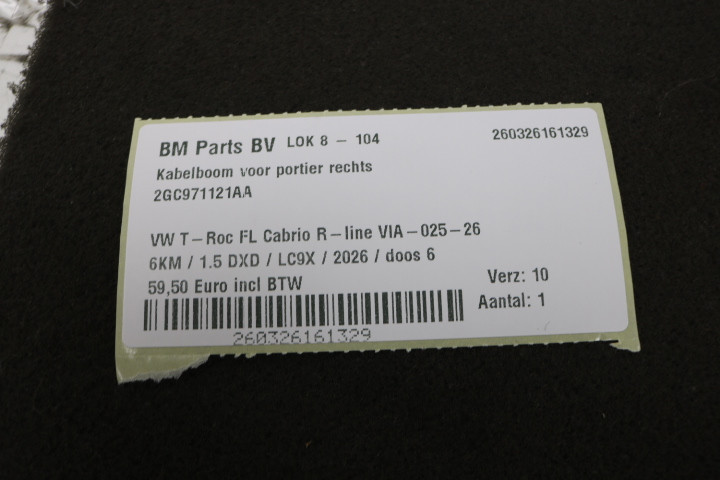 BM Parts BV LOK 8 - 104 260326161329
Kabelboom voor portier rechts
2GC971121AA
VW T-Roc FL Cabrio R-line VIA-025-26
6KM / 1.5 DXD / LC9X / 2026 / doos 6
59,50 Euro incl BTW Verz: 10
Aantal: 1
260326161329